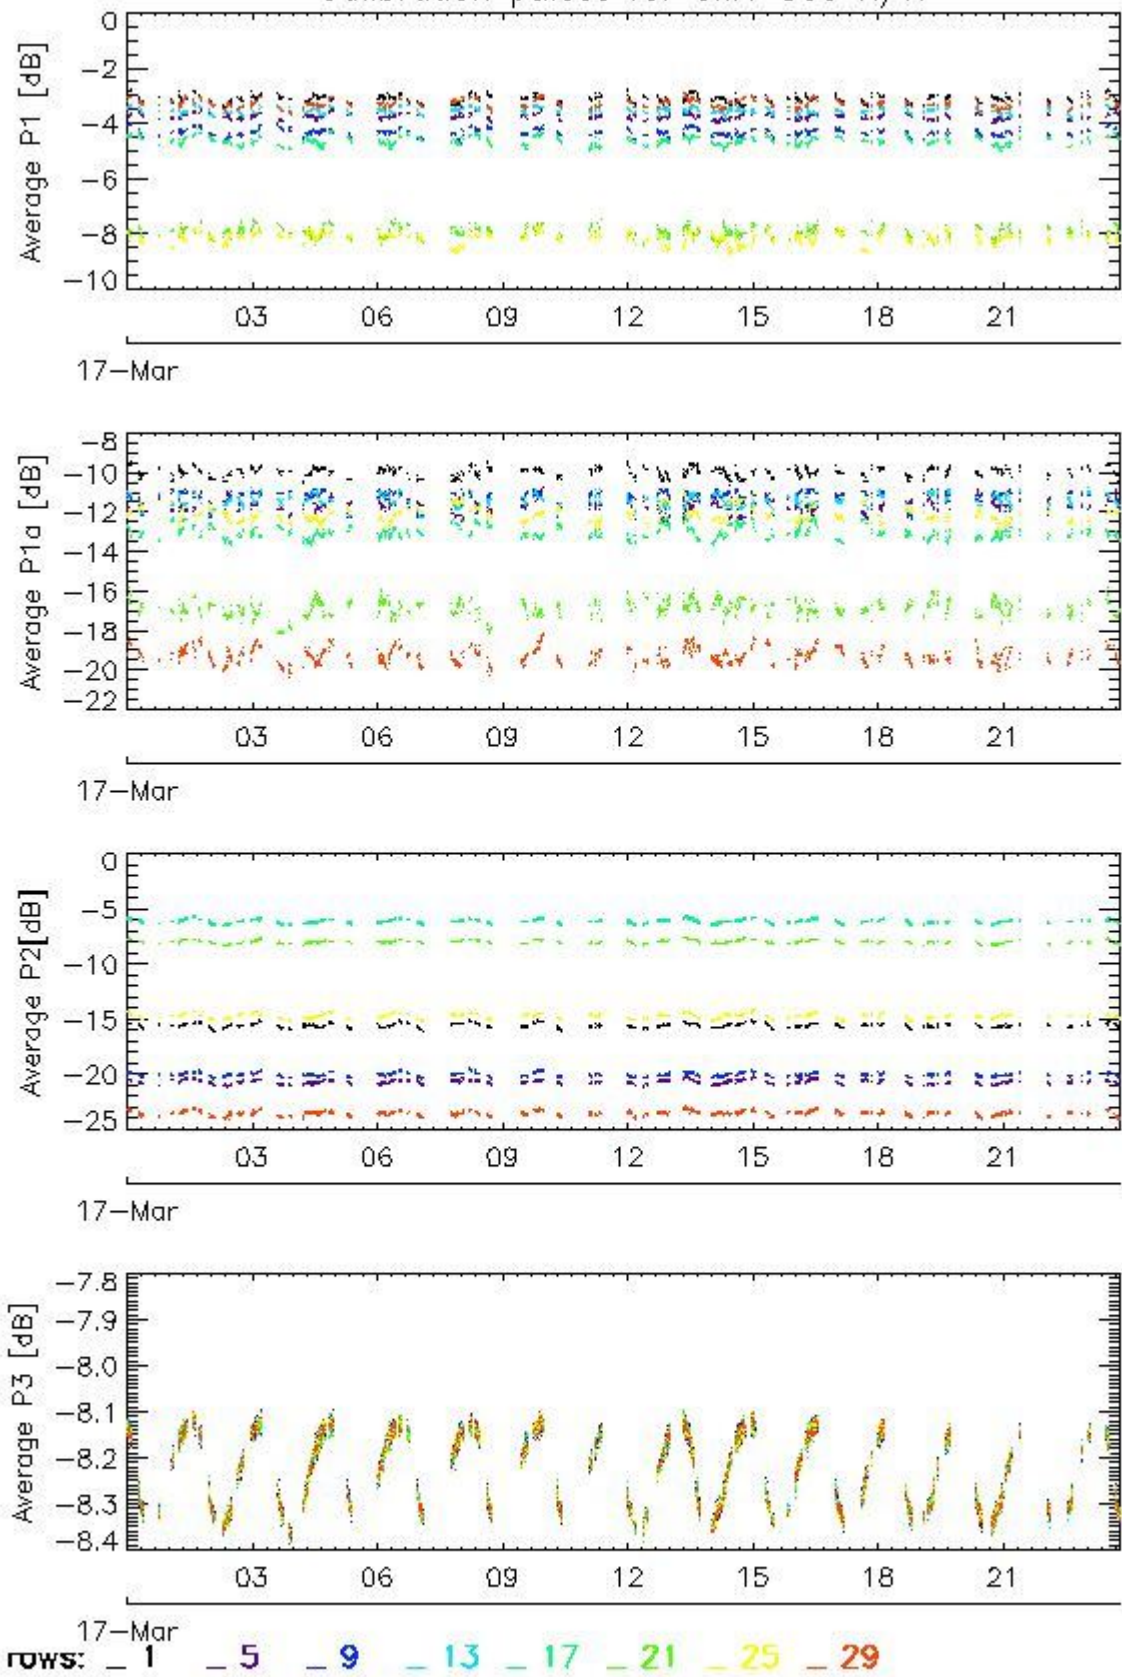 0
−2
−4
−6
−8
−10
Average P1 [dB]
03 06 09 12 15 18 21
17−Mar
−8
−10
−12
−14
−16
−18
−20
−22
Average P1a [dB]
03 06 09 12 15 18 21
17−Mar
0
−5
−10
−15
−20
−25
Average P2[dB]
03 06 09 12 15 18 21
17−Mar
−7.8
−7.9
−8.0
−8.1
−8.2
−8.3
−8.4
Average P3 [dB]
03 06 09 12 15 18 21
17−Mar
rows: _ 1 _ 5 _ 9 _ 13 _ 17 _ 21 _ 25 _ 29